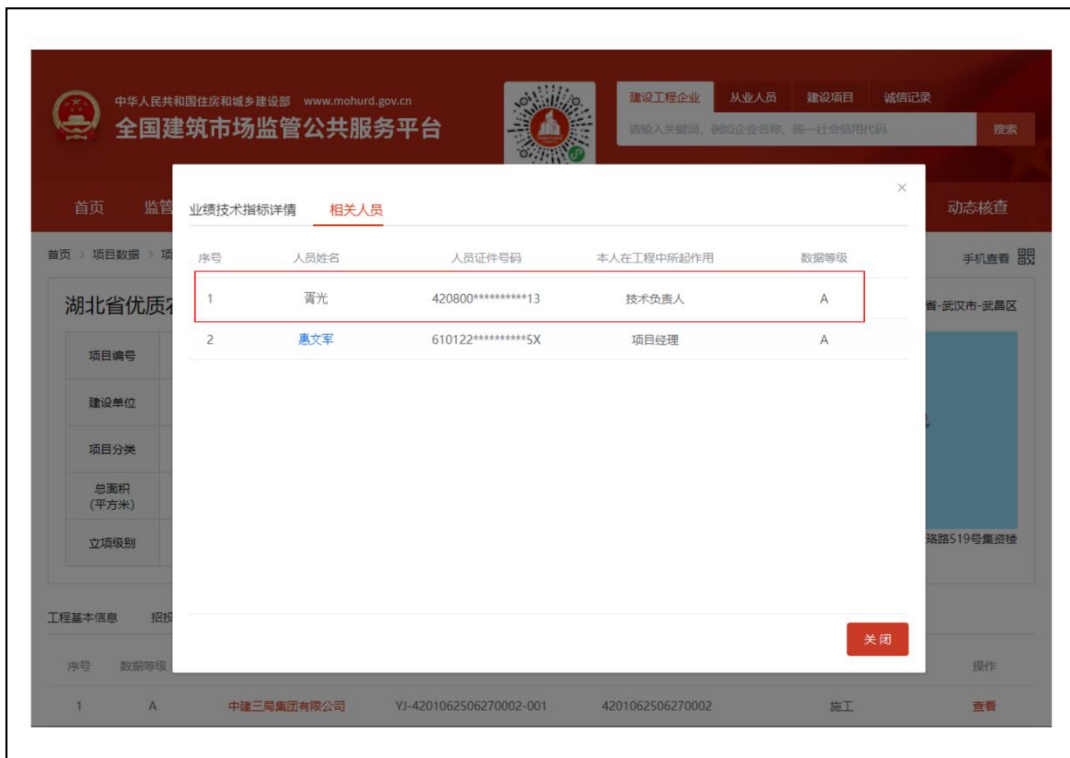 中华人民共和国住房和城乡建设部 www.mohurd.gov.cn
全国建筑市场监管公共服务平台
建设工程企业 从业人员 建设项目 诚信记录
请输入关键词，例如企业名称、统一社会信用代码 搜索
首页 监管 动态核查
首页 > 项目数据 > 项 手机查看
业绩技术指标详情 相关人员 ×
序号 人员姓名 人员证件号码 本人在工程中所起作用 数据等级
1 胥光 420800**********13 技术负责人 A
2 惠文军 610122**********5X 项目经理 A
湖北省优质农 省-武汉市-武昌区
项目编号
建设单位
项目分类
总面积
(平方米)
立项级别
珞路519号集资楼
关闭
工程基本信息 招投
序号 数据等级 操作
1 A 中建三局集团有限公司 YJ-4201062506270002-001 4201062506270002 施工 查看